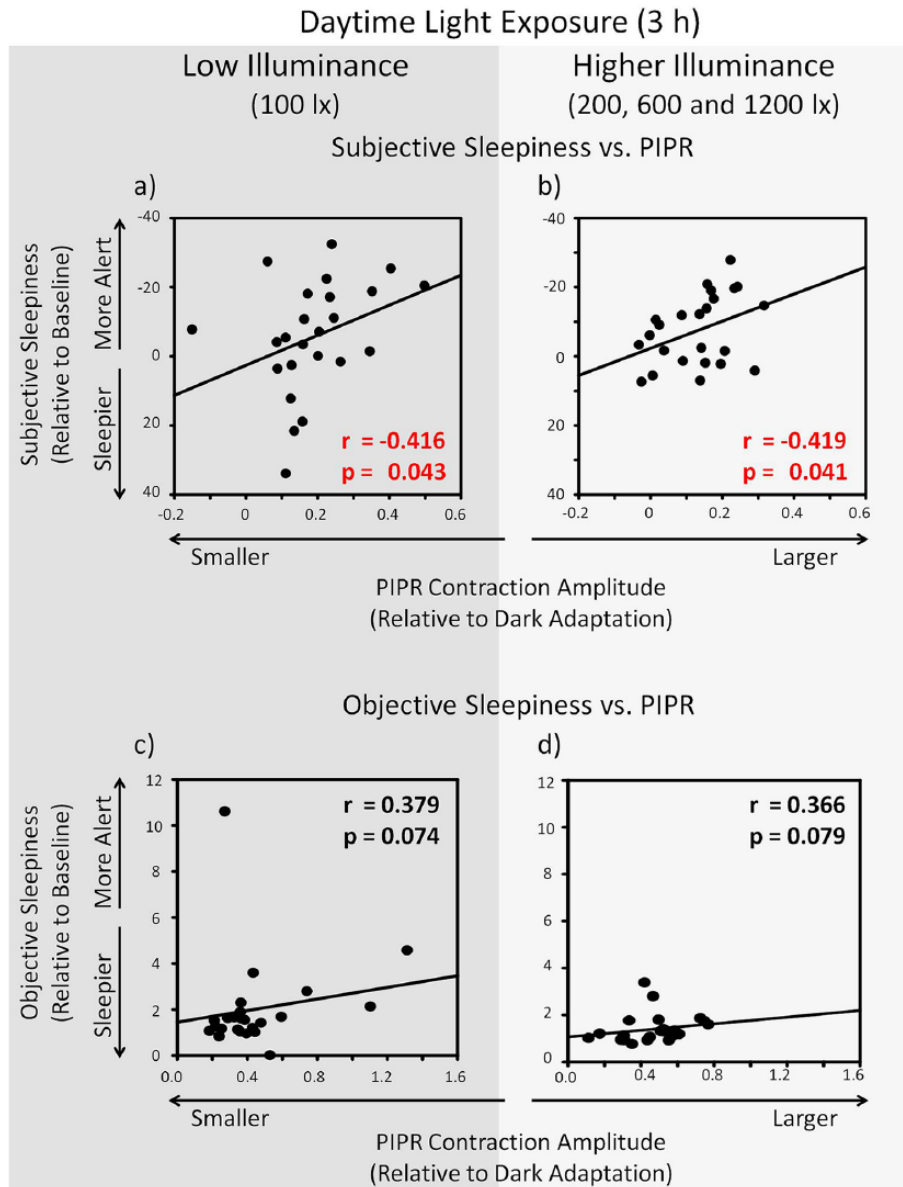 Daytime Light Exposure (3 h)
Low Illuminance
(100 lx)
Higher Illuminance
(200, 600 and 1200 lx)
Subjective Sleepiness vs. PIPR
a)
Subjective Sleepiness
(Relative to Baseline)
More Alert
Sleepier
-40
-20
0
20
40
r = -0.416
p = 0.043
-0.2
0
0.2
0.4
0.6
b)
-40
-20
0
20
40
r = -0.419
p = 0.041
-0.2
0
0.2
0.4
0.6
Smaller
Larger
PIPR Contraction Amplitude
(Relative to Dark Adaptation)
Objective Sleepiness vs. PIPR
c)
Objective Sleepiness
(Relative to Baseline)
More Alert
Sleepier
12
10
8
6
4
2
0
r = 0.379
p = 0.074
0.0
0.4
0.8
1.2
1.6
d)
12
10
8
6
4
2
0
r = 0.366
p = 0.079
0.0
0.4
0.8
1.2
1.6
Smaller
Larger
PIPR Contraction Amplitude
(Relative to Dark Adaptation)